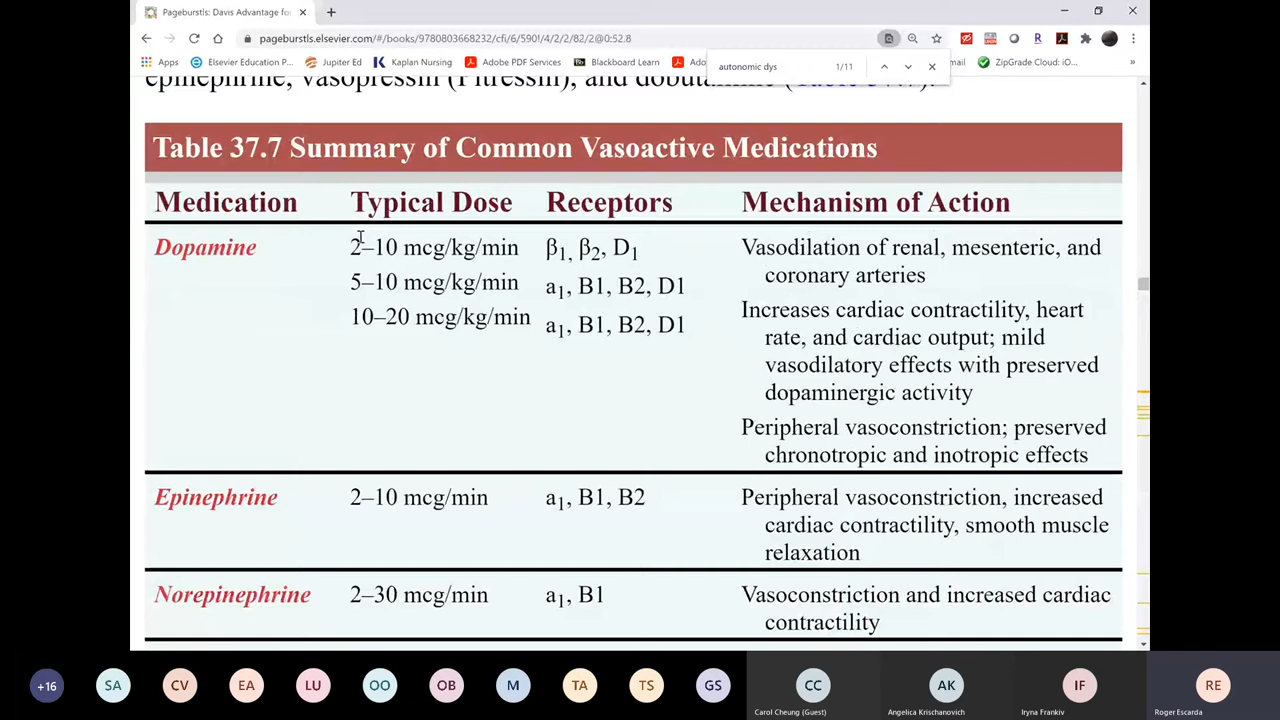 Pageburstls: Davis Advantage for
pageburstls.elsevier.com/#/books/9780803668232/cfi/6/590!/4/2/2/82/2@0:52.8
Apps
Elsevier Education P...
Jupiter Ed
Kaplan Nursing
Adobe PDF Services
Blackboard Learn
Ado
autonomic dys
1/11
mail
ZipGrade Cloud: iO...
»
epinephrine, vasopressin (Pitressin), and dobutamine
Table 37.7 Summary of Common Vasoactive Medications
Medication Typical Dose Receptors Mechanism of Action
Dopamine
2–10 mcg/kg/min
5–10 mcg/kg/min
10–20 mcg/kg/min
β1, β2, D1
a1, B1, B2, D1
a1, B1, B2, D1
Vasodilation of renal, mesenteric, and
coronary arteries
Increases cardiac contractility, heart
rate, and cardiac output; mild
vasodilatory effects with preserved
dopaminergic activity
Peripheral vasoconstriction; preserved
chronotropic and inotropic effects
Epinephrine
2–10 mcg/min
a1, B1, B2
Peripheral vasoconstriction, increased
cardiac contractility, smooth muscle
relaxation
Norepinephrine
2–30 mcg/min
a1, B1
Vasoconstriction and increased cardiac
contractility
+16
SA
CV
EA
LU
OO
OB
M
TA
TS
GS
CC
AK
IF
RE
Carol Cheung (Guest)
Angelica Krischanovich
Iryna Frankiv
Roger Escarda